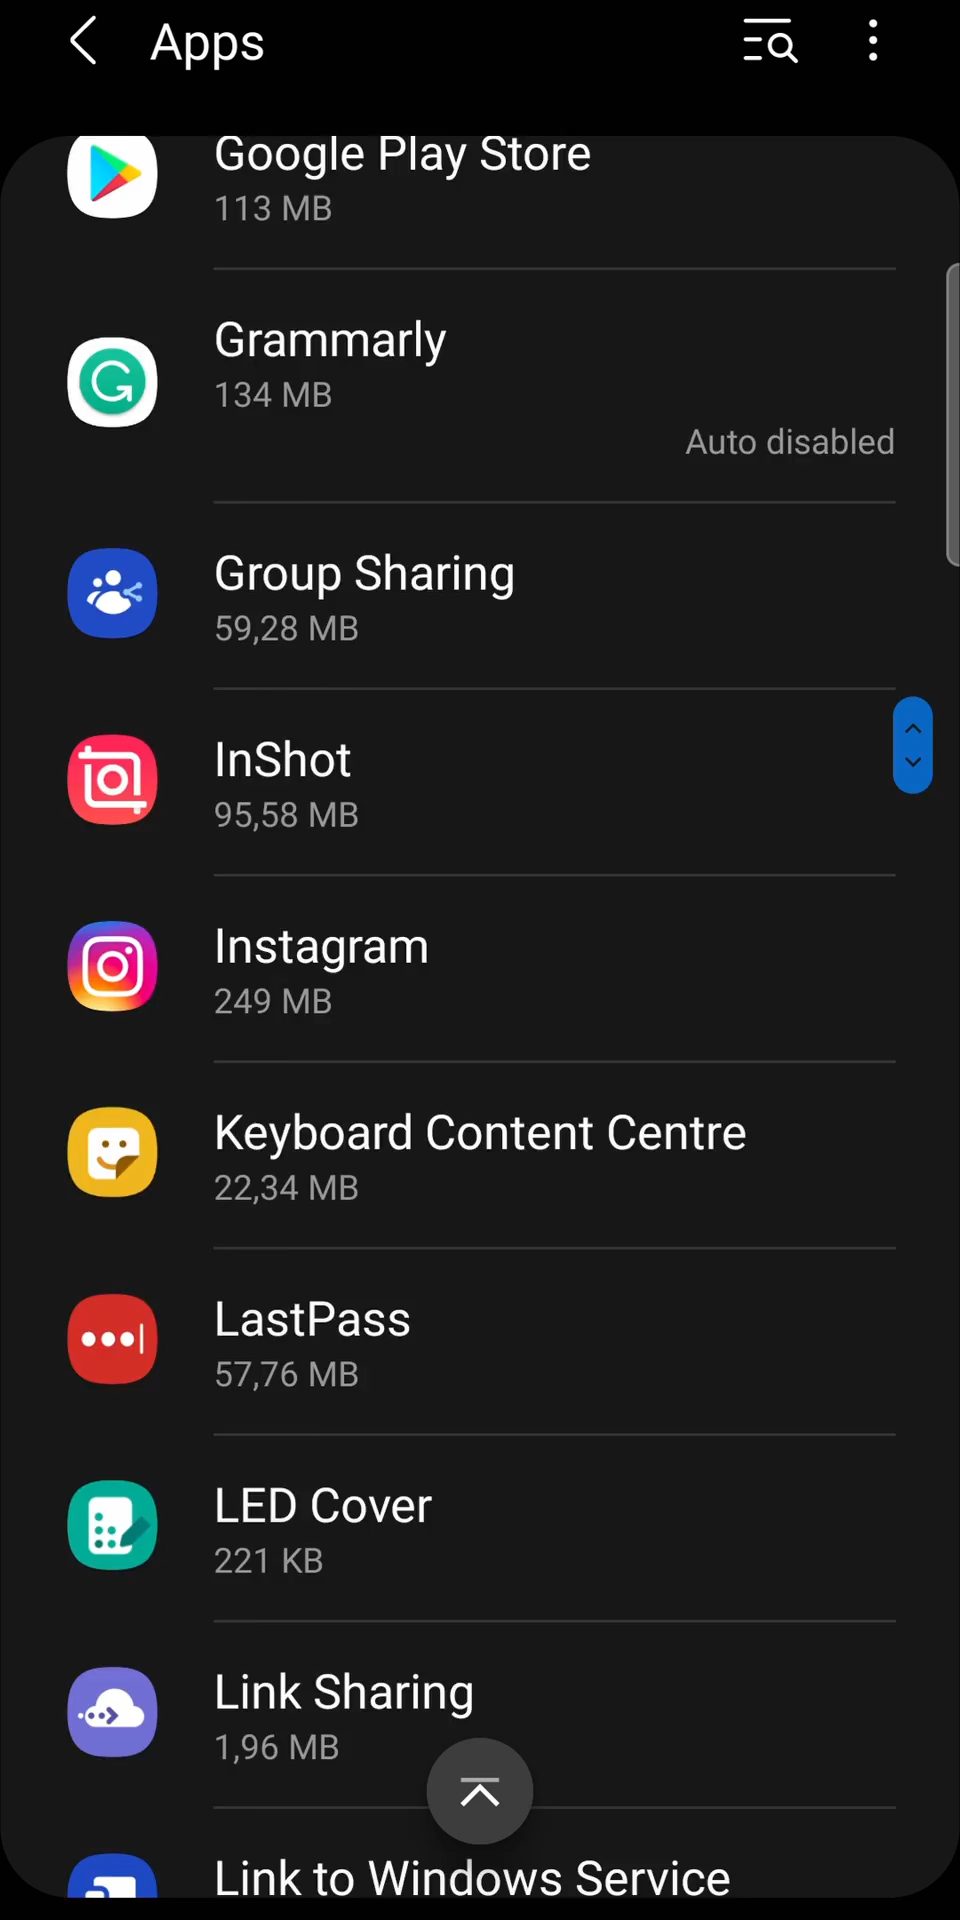 Apps
Google Play Store
113 MB
Grammarly
134 MB
Auto disabled
Group Sharing
59,28 MB
InShot
95,58 MB
Instagram
249 MB
Keyboard Content Centre
22,34 MB
LastPass
57,76 MB
LED Cover
221 KB
Link Sharing
1,96 MB
Link to Windows Service